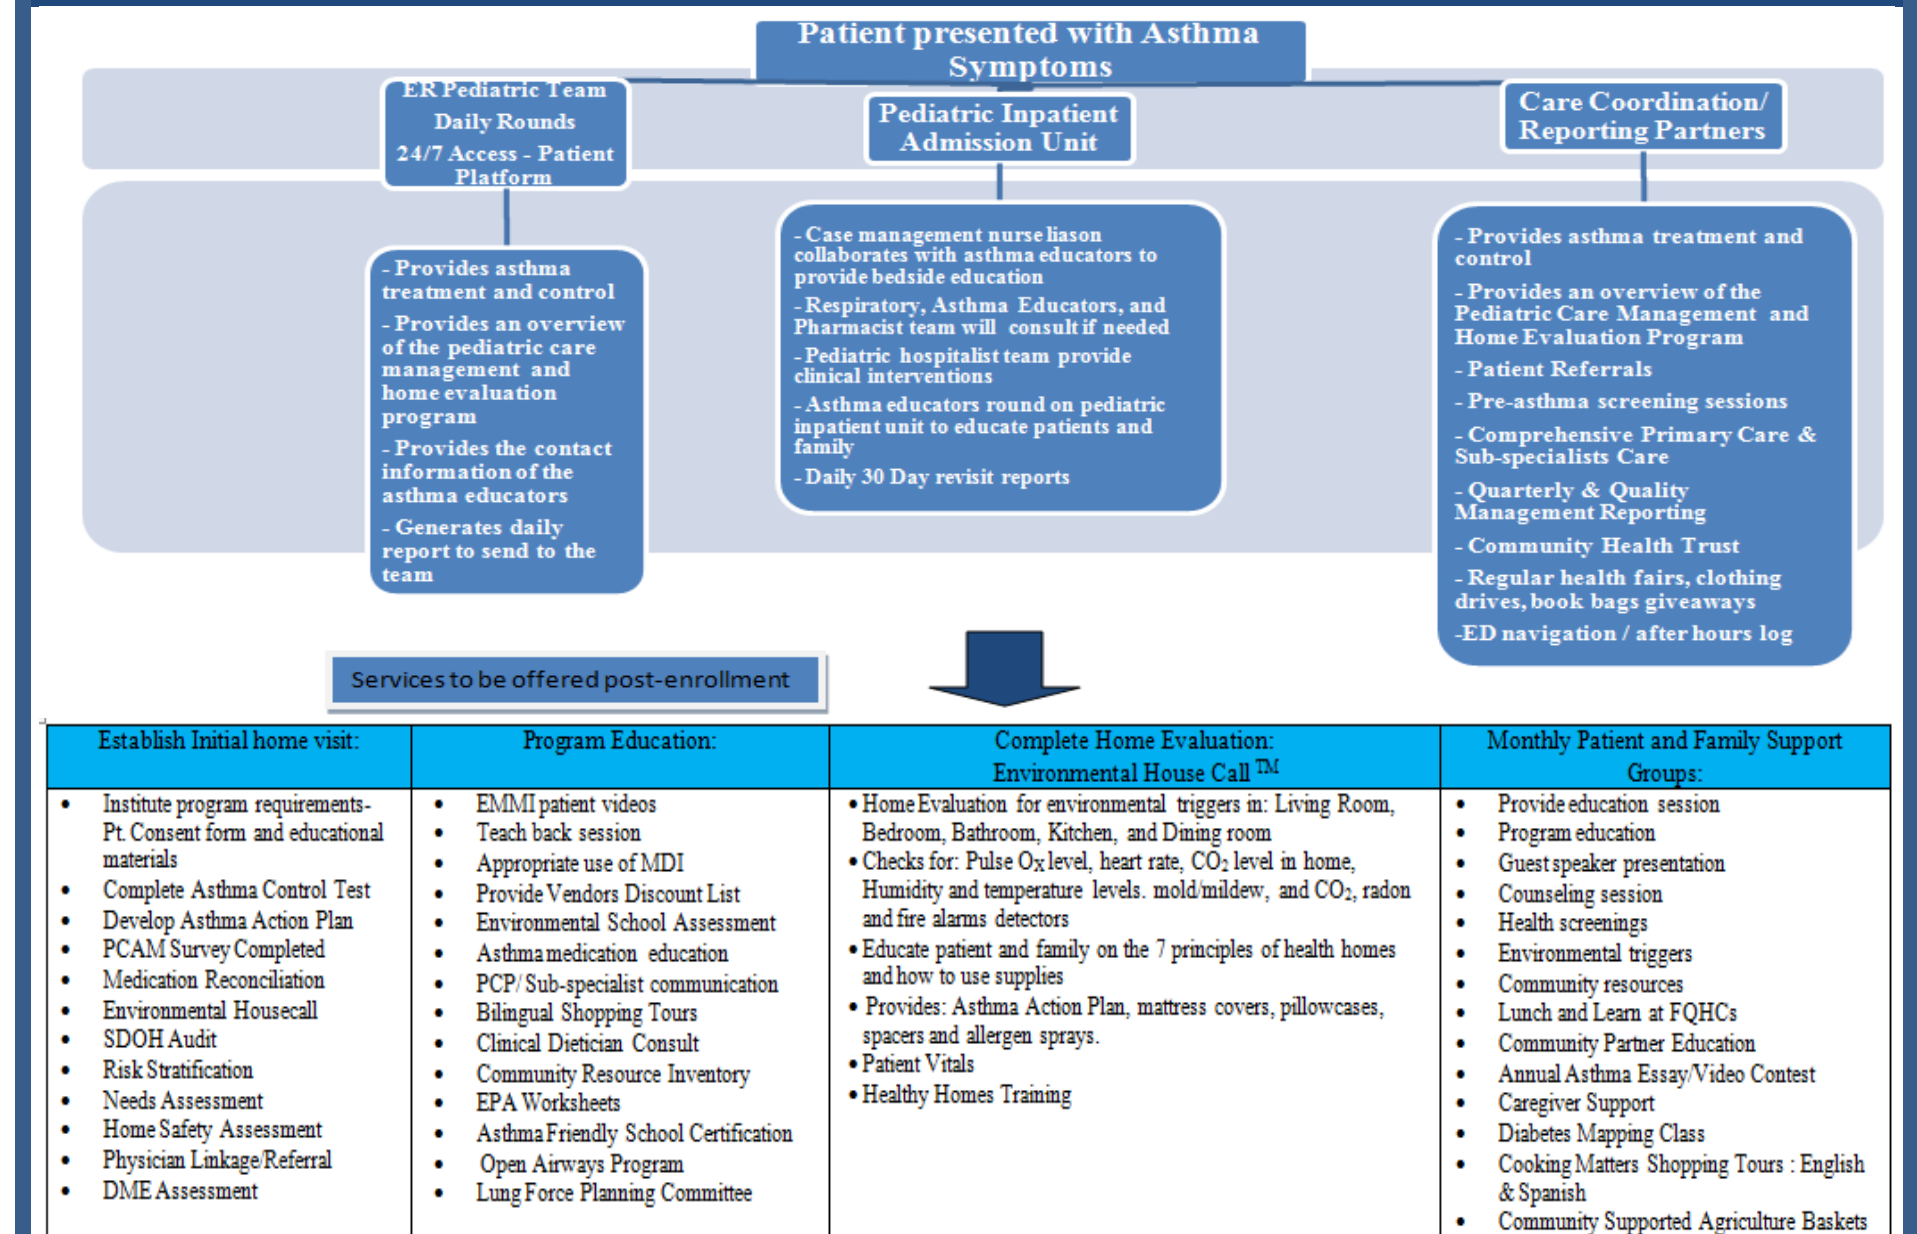 Patient presented with Asthma
Symptoms
ER Pediatric Team
Daily Rounds
24/7 Access - Patient
Platform
Pediatric Inpatient
Admission Unit
Care Coordination/
Reporting Partners
- Provides asthma
treatment and control
- Provides an overview
of the pediatric care
management and
home evaluation
program
- Provides the contact
information of the
asthma educators
- Generates daily
report to send to the
team
- Case management nurse liason
collaborates with asthma educators to
provide bedside education
- Respiratory, Asthma Educators, and
Pharmacist team will consult if needed
- Pediatric hospitalist team provide
clinical interventions
- Asthma educators round on pediatric
inpatient unit to educate patients and
family
- Daily 30 Day revisit reports
- Provides asthma treatment and
control
- Provides an overview of the
Pediatric Care Management and
Home Evaluation Program
- Patient Referrals
- Pre-asthma screening sessions
- Comprehensive Primary Care &
Sub-specialists Care
- Quarterly & Quality
Management Reporting
- Community Health Trust
- Regular health fairs, clothing
drives, book bags giveaways
-ED navigation / after hours log
Services to be offered post-enrollment
Establish Initial home visit:
• Institute program requirements-
Pt. Consent form and educational
materials
• Complete Asthma Control Test
• Develop Asthma Action Plan
• PCAM Survey Completed
• Medication Reconciliation
• Environmental Housecall
• SDOH Audit
• Risk Stratification
• Needs Assessment
• Home Safety Assessment
• Physician Linkage/Referral
• DME Assessment
Program Education:
• EMMI patient videos
• Teach back session
• Appropriate use of MDI
• Provide Vendors Discount List
• Environmental School Assessment
• Asthma medication education
• PCP/ Sub-specialist communication
• Bilingual Shopping Tours
• Clinical Dietician Consult
• Community Resource Inventory
• EPA Worksheets
• Asthma Friendly School Certification
• Open Airways Program
• Lung Force Planning Committee
Complete Home Evaluation:
Environmental House Call TM
• Home Evaluation for environmental triggers in: Living Room,
Bedroom, Bathroom, Kitchen, and Dining room
• Checks for: Pulse OX level, heart rate, CO2 level in home,
Humidity and temperature levels. mold/mildew, and CO2, radon
and fire alarms detectors
• Educate patient and family on the 7 principles of health homes
and how to use supplies
• Provides: Asthma Action Plan, mattress covers, pillowcases,
spacers and allergen sprays.
• Patient Vitals
• Healthy Homes Training
Monthly Patient and Family Support
Groups:
• Provide education session
• Program education
• Guest speaker presentation
• Counseling session
• Health screenings
• Environmental triggers
• Community resources
• Lunch and Learn at FQHCs
• Community Partner Education
• Annual Asthma Essay/Video Contest
• Caregiver Support
• Diabetes Mapping Class
• Cooking Matters Shopping Tours : English
& Spanish
• Community Supported Agriculture Baskets